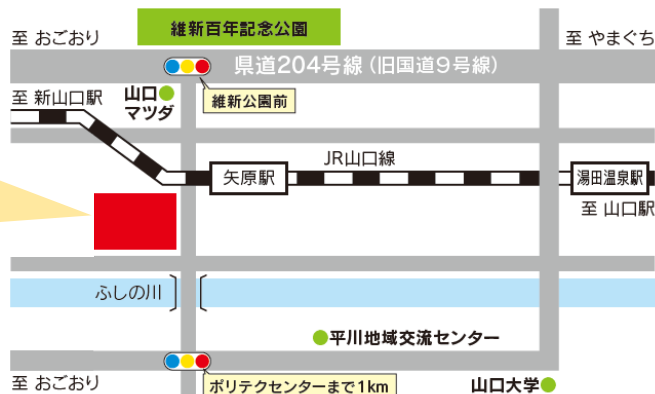 維新百年記念公園
至 おごおり
至 やまぐち
県道204号線(旧国道9号線)
至 新山口駅
山口
マツダ
維新公園前
JR山口線
矢原駅
湯田温泉駅
至 山口駅
ふしの川
平川地域交流センター
至 おごおり
ポリテクセンターまで1km
山口大学